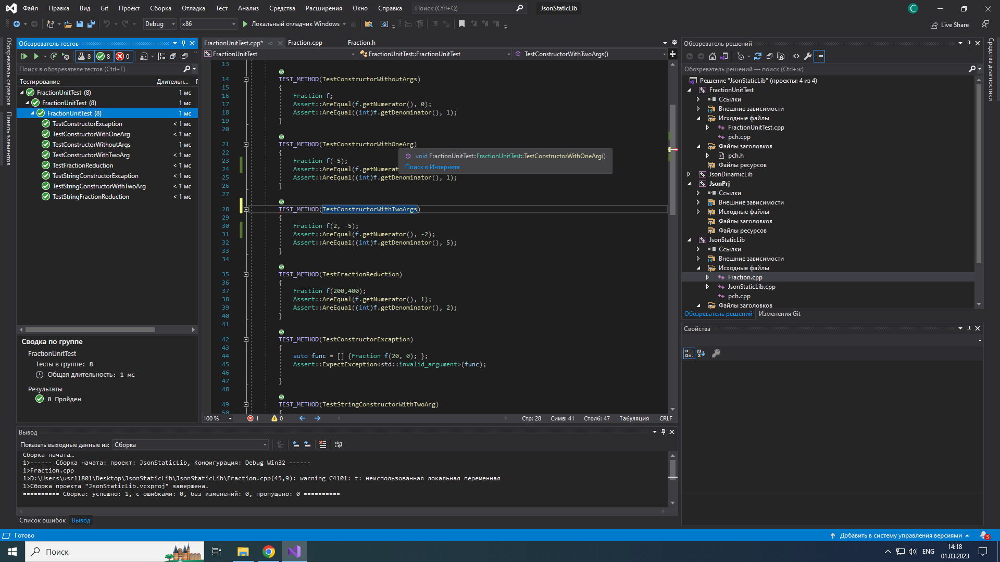 Файл Правка Вид Git Проект Сборка Отладка Тест Анализ Средства Расширения Окно Справка Поиск (Ctrl+Q) JsonStaticLib C
Debug x86 Локальный отладчик Windows Live Share
Обозреватель серверов
Панель элементов
Обозреватель тестов
8 8 0
Поиск в обозревателе тестов (Ctrl+E)
Тестирование Длительн...
FractionUnitTest (8) 1 мс
FractionUnitTest (8) 1 мс
FractionUnitTest (8) 1 мс
TestConstructorExcaption < 1 мс
TestConstructorWithOneArg < 1 мс
TestConstructorWithoutArgs 1 мс
TestConstructorWithTwoArg < 1 мс
TestFractionReduction < 1 мс
TestStringConstructorExcaption < 1 мс
TestStringConstructorWithTwoArg < 1 мс
TestStringFractionReduction < 1 мс
Сводка по группе
FractionUnitTest
Тесты в группе: 8
Общая длительность: 1 мс
Результаты
8 Пройден
FractionUnitTest.cpp* Fraction.cpp Fraction.h
FractionUnitTest FractionUnitTest::FractionUnitTest TestConstructorWithTwoArgs()
13
14 TEST_METHOD(TestConstructorWithoutArgs)
15 {
16 Fraction f;
17 Assert::AreEqual(f.getNumerator(), 0);
18 Assert::AreEqual((int)f.getDenominator(), 1);
19 }
20
21 TEST_METHOD(TestConstructorWithOneArg)
22 {
void FractionUnitTest::FractionUnitTest::TestConstructorWithOneArg()
Поиск в Интернете
23 Fraction f(-5);
24 Assert::AreEqual(f.getNumerat
25 Assert::AreEqual((int)f.getDenominator(), 1);
26 }
27
28 TEST_METHOD(TestConstructorWithTwoArgs)
29 {
30 Fraction f(2, -5);
31 Assert::AreEqual(f.getNumerator(), -2);
32 Assert::AreEqual((int)f.getDenominator(), 5);
33 }
34
35 TEST_METHOD(TestFractionReduction)
36 {
37 Fraction f(200,400);
38 Assert::AreEqual(f.getNumerator(), 1);
39 Assert::AreEqual((int)f.getDenominator(), 2);
40 }
41
42 TEST_METHOD(TestConstructorExcaption)
43 {
44 auto func = [] {Fraction f(20, 0); };
45 Assert::ExpectException<std::invalid_argument>(func);
46
47 }
48
49 TEST_METHOD(TestStringConstructorWithTwoArg)
50 {
100 % 1 0 Стр: 28 Симв: 41 Столб: 47 Табуляция CRLF
Вывод
Показать выходные данные из: Сборка
Сборка начата…
1>------ Сборка начата: проект: JsonStaticLib, Конфигурация: Debug Win32 ------
1>Fraction.cpp
1>D:\Users\usr11801\Desktop\JsonStaticLib\JsonStaticLib\Fraction.cpp(45,9): warning C4101: t: неиспользованная локальная переменная
1>Сборка проекта "JsonStaticLib.vcxproj" завершена.
========== Сборка: успешно: 1, с ошибками: 0, без изменений: 0, пропущено: 0 ==========
Список ошибок Вывод
Обозреватель решений
Обозреватель решений — поиск (Ctrl+ж)
Решение "JsonStaticLib" (проекты: 4 из 4)
FractionUnitTest
Ссылки
Внешние зависимости
Исходные файлы
FractionUnitTest.cpp
pch.cpp
Файлы заголовков
pch.h
Файлы ресурсов
JsonDinamicLib
JsonPrj
Ссылки
Внешние зависимости
Исходные файлы
Файлы заголовков
Файлы ресурсов
JsonStaticLib
Ссылки
Внешние зависимости
Исходные файлы
Fraction.cpp
JsonStaticLib.cpp
pch.cpp
Файлы заголовков
Обозреватель решений Изменения Git
Свойства
Средства диагностики
Готово Добавить в систему управления версиями 3
Поиск ENG 14:18
01.03.2023